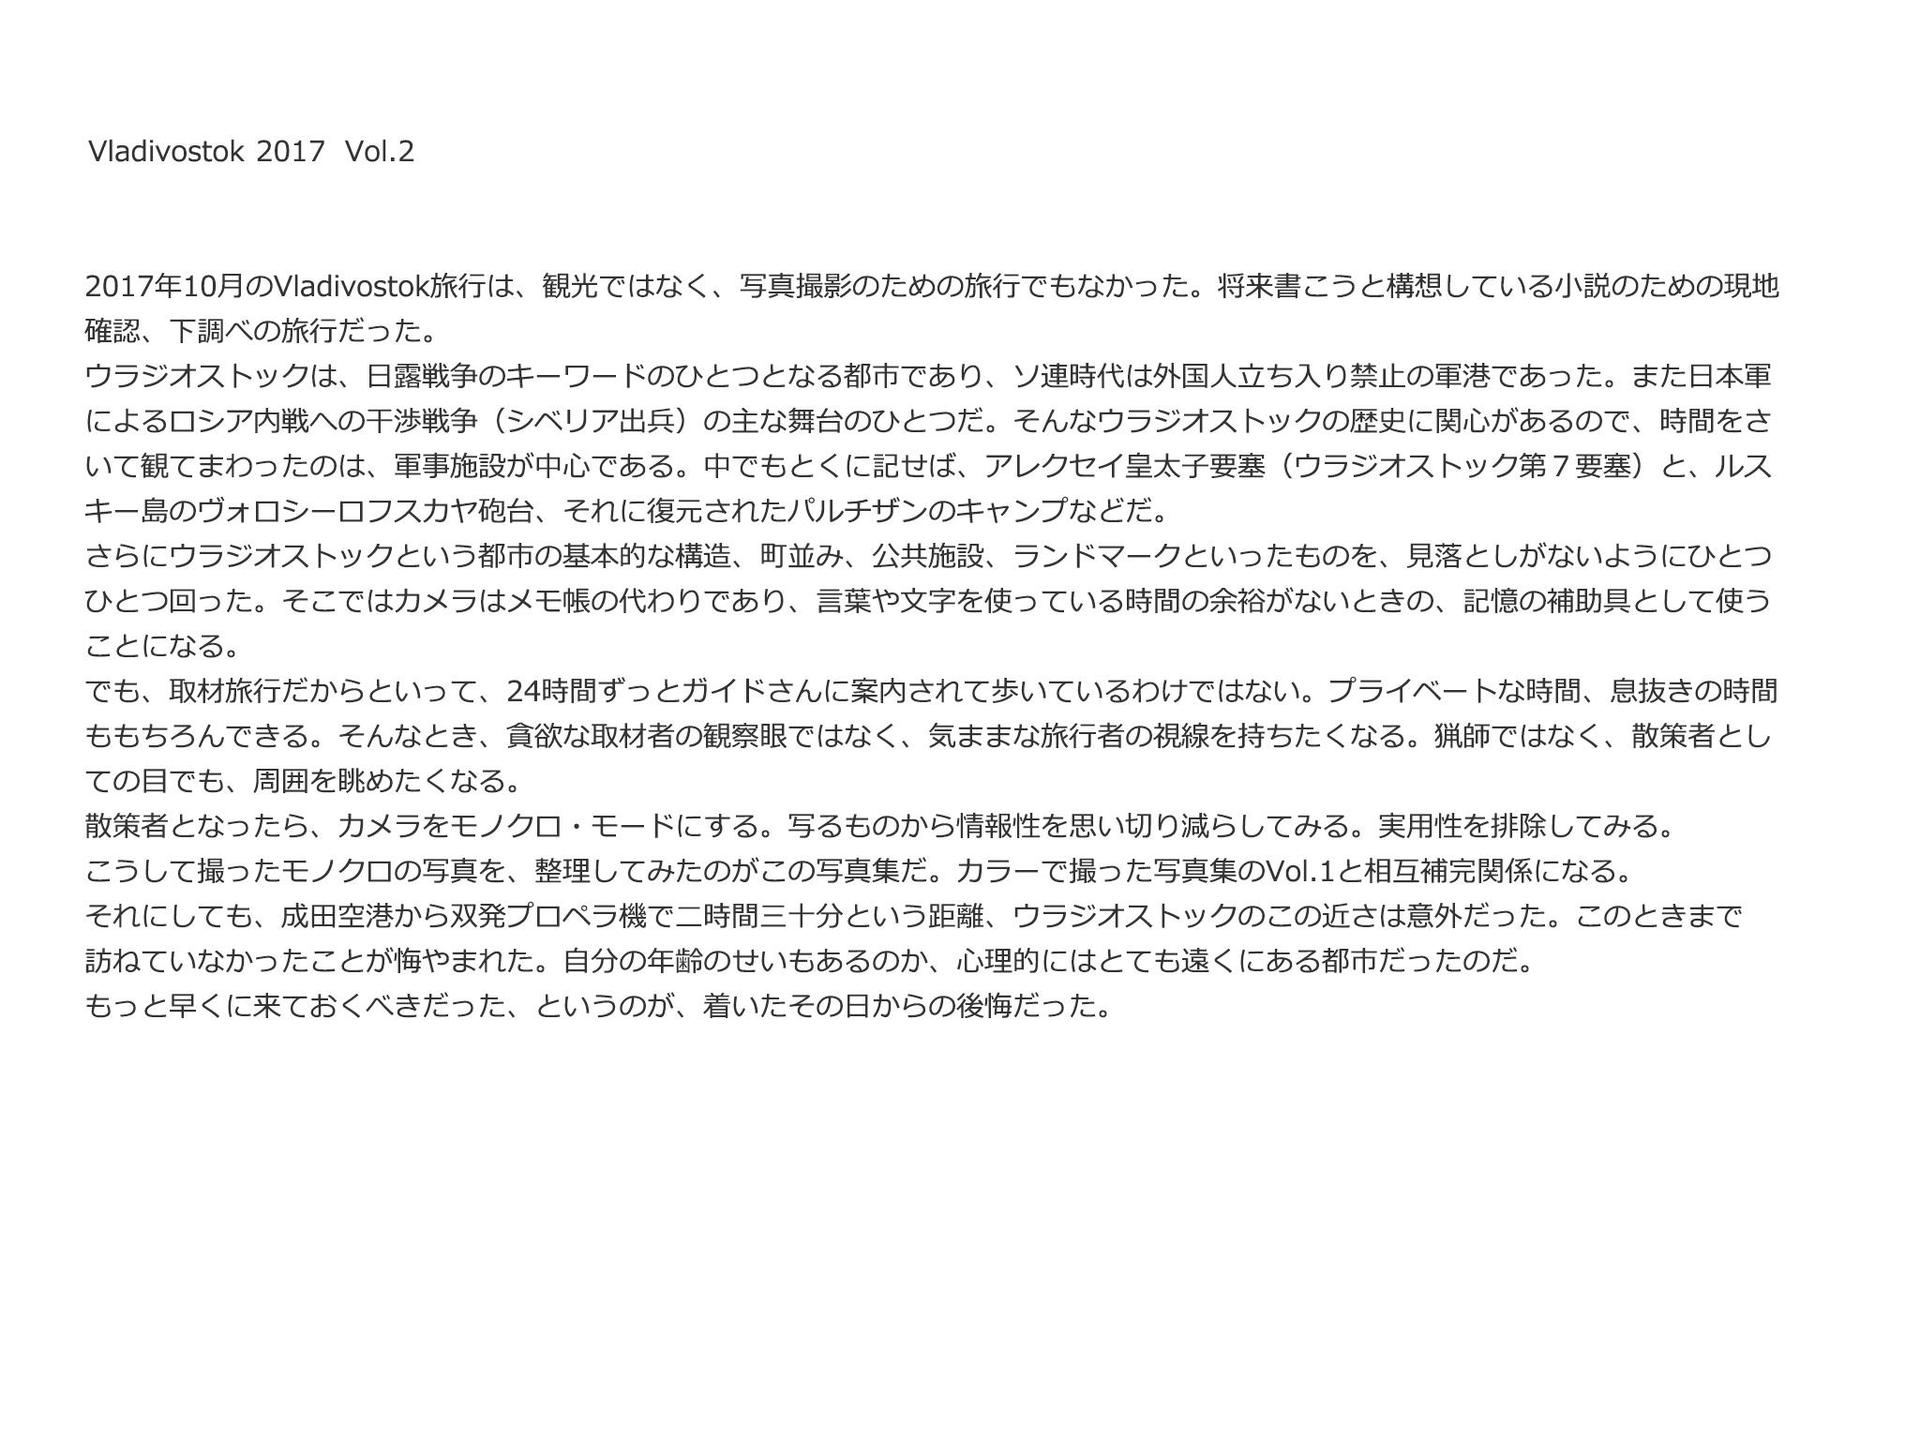 Vladivostok 2017  Vol.2
2017年10月のVladivostok旅行は、観光ではなく、写真撮影のための旅行でもなかった。将来書こうと構想している小説のための現地
確認、下調べの旅行だった。
ウラジオストックは、日露戦争のキーワードのひとつとなる都市であり、ソ連時代は外国人立ち入り禁止の軍港であった。また日本軍
によるロシア内戦への干渉戦争（シベリア出兵）の主な舞台のひとつだ。そんなウラジオストックの歴史に関心があるので、時間をさ
いて観てまわったのは、軍事施設が中心である。中でもとくに記せば、アレクセイ皇太子要塞（ウラジオストック第７要塞）と、ルス
キー島のヴォロシーロフスカヤ砲台、それに復元されたパルチザンのキャンプなどだ。
さらにウラジオストックという都市の基本的な構造、町並み、公共施設、ランドマークといったものを、見落としがないようにひとつ
ひとつ回った。そこではカメラはメモ帳の代わりであり、言葉や文字を使っている時間の余裕がないときの、記憶の補助具として使う
ことになる。
でも、取材旅行だからといって、24時間ずっとガイドさんに案内されて歩いているわけではない。プライベートな時間、息抜きの時間
ももちろんできる。そんなとき、貪欲な取材者の観察眼ではなく、気ままな旅行者の視線を持ちたくなる。猟師ではなく、散策者とし
ての目でも、周囲を眺めたくなる。
散策者となったら、カメラをモノクロ・モードにする。写るものから情報性を思い切り減らしてみる。実用性を排除してみる。
こうして撮ったモノクロの写真を、整理してみたのがこの写真集だ。カラーで撮った写真集のVol.1と相互補完関係になる。
それにしても、成田空港から双発プロペラ機で二時間三十分という距離、ウラジオストックのこの近さは意外だった。このときまで
訪ねていなかったことが悔やまれた。自分の年齢のせいもあるのか、心理的にはとても遠くにある都市だったのだ。
もっと早くに来ておくべきだった、というのが、着いたその日からの後悔だった。